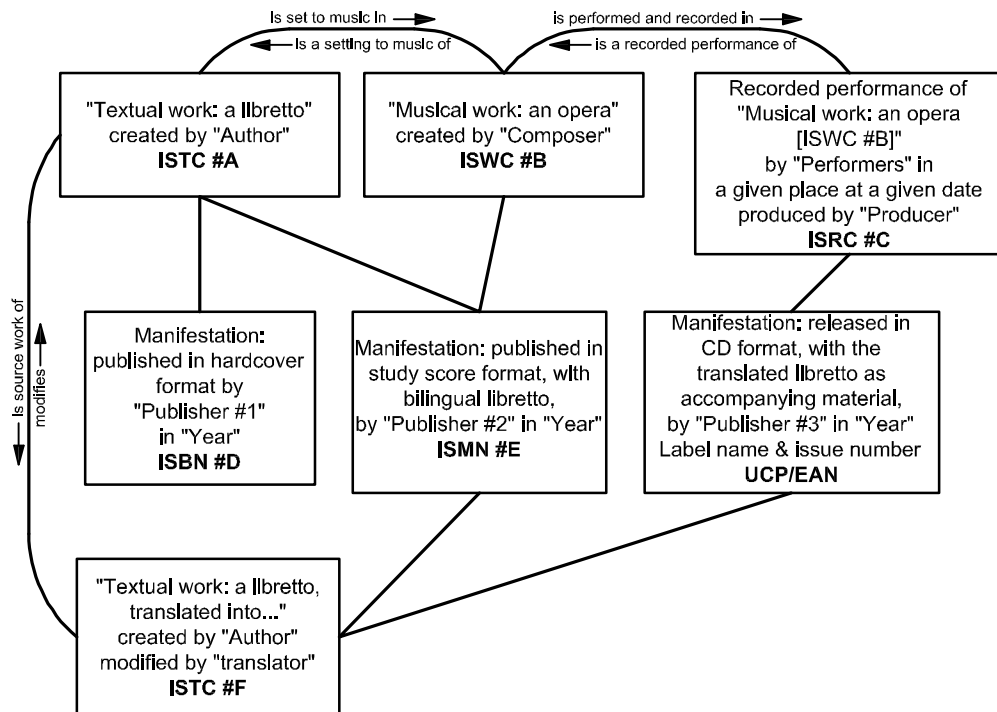 Is set to music in
Is a setting to music of
is performed and recorded in
is a recorded performance of
"Textual work: a libretto"
created by "Author"
ISTC #A
"Musical work: an opera"
created by "Composer"
ISWC #B
Recorded performance of
"Musical work: an opera
[ISWC #B]"
by "Performers" in
a given place at a given date
produced by "Producer"
ISRC #C
Is source work of
modifies
Manifestation:
published in hardcover
format by
"Publisher #1"
in "Year"
ISBN #D
Manifestation: published in
study score format, with
bilingual libretto,
by "Publisher #2" in "Year"
ISMN #E
Manifestation: released in
CD format, with the
translated libretto as
accompanying material,
by "Publisher #3" in "Year"
Label name & issue number
UCP/EAN
"Textual work: a libretto,
translated into..."
created by "Author"
modified by "translator"
ISTC #F